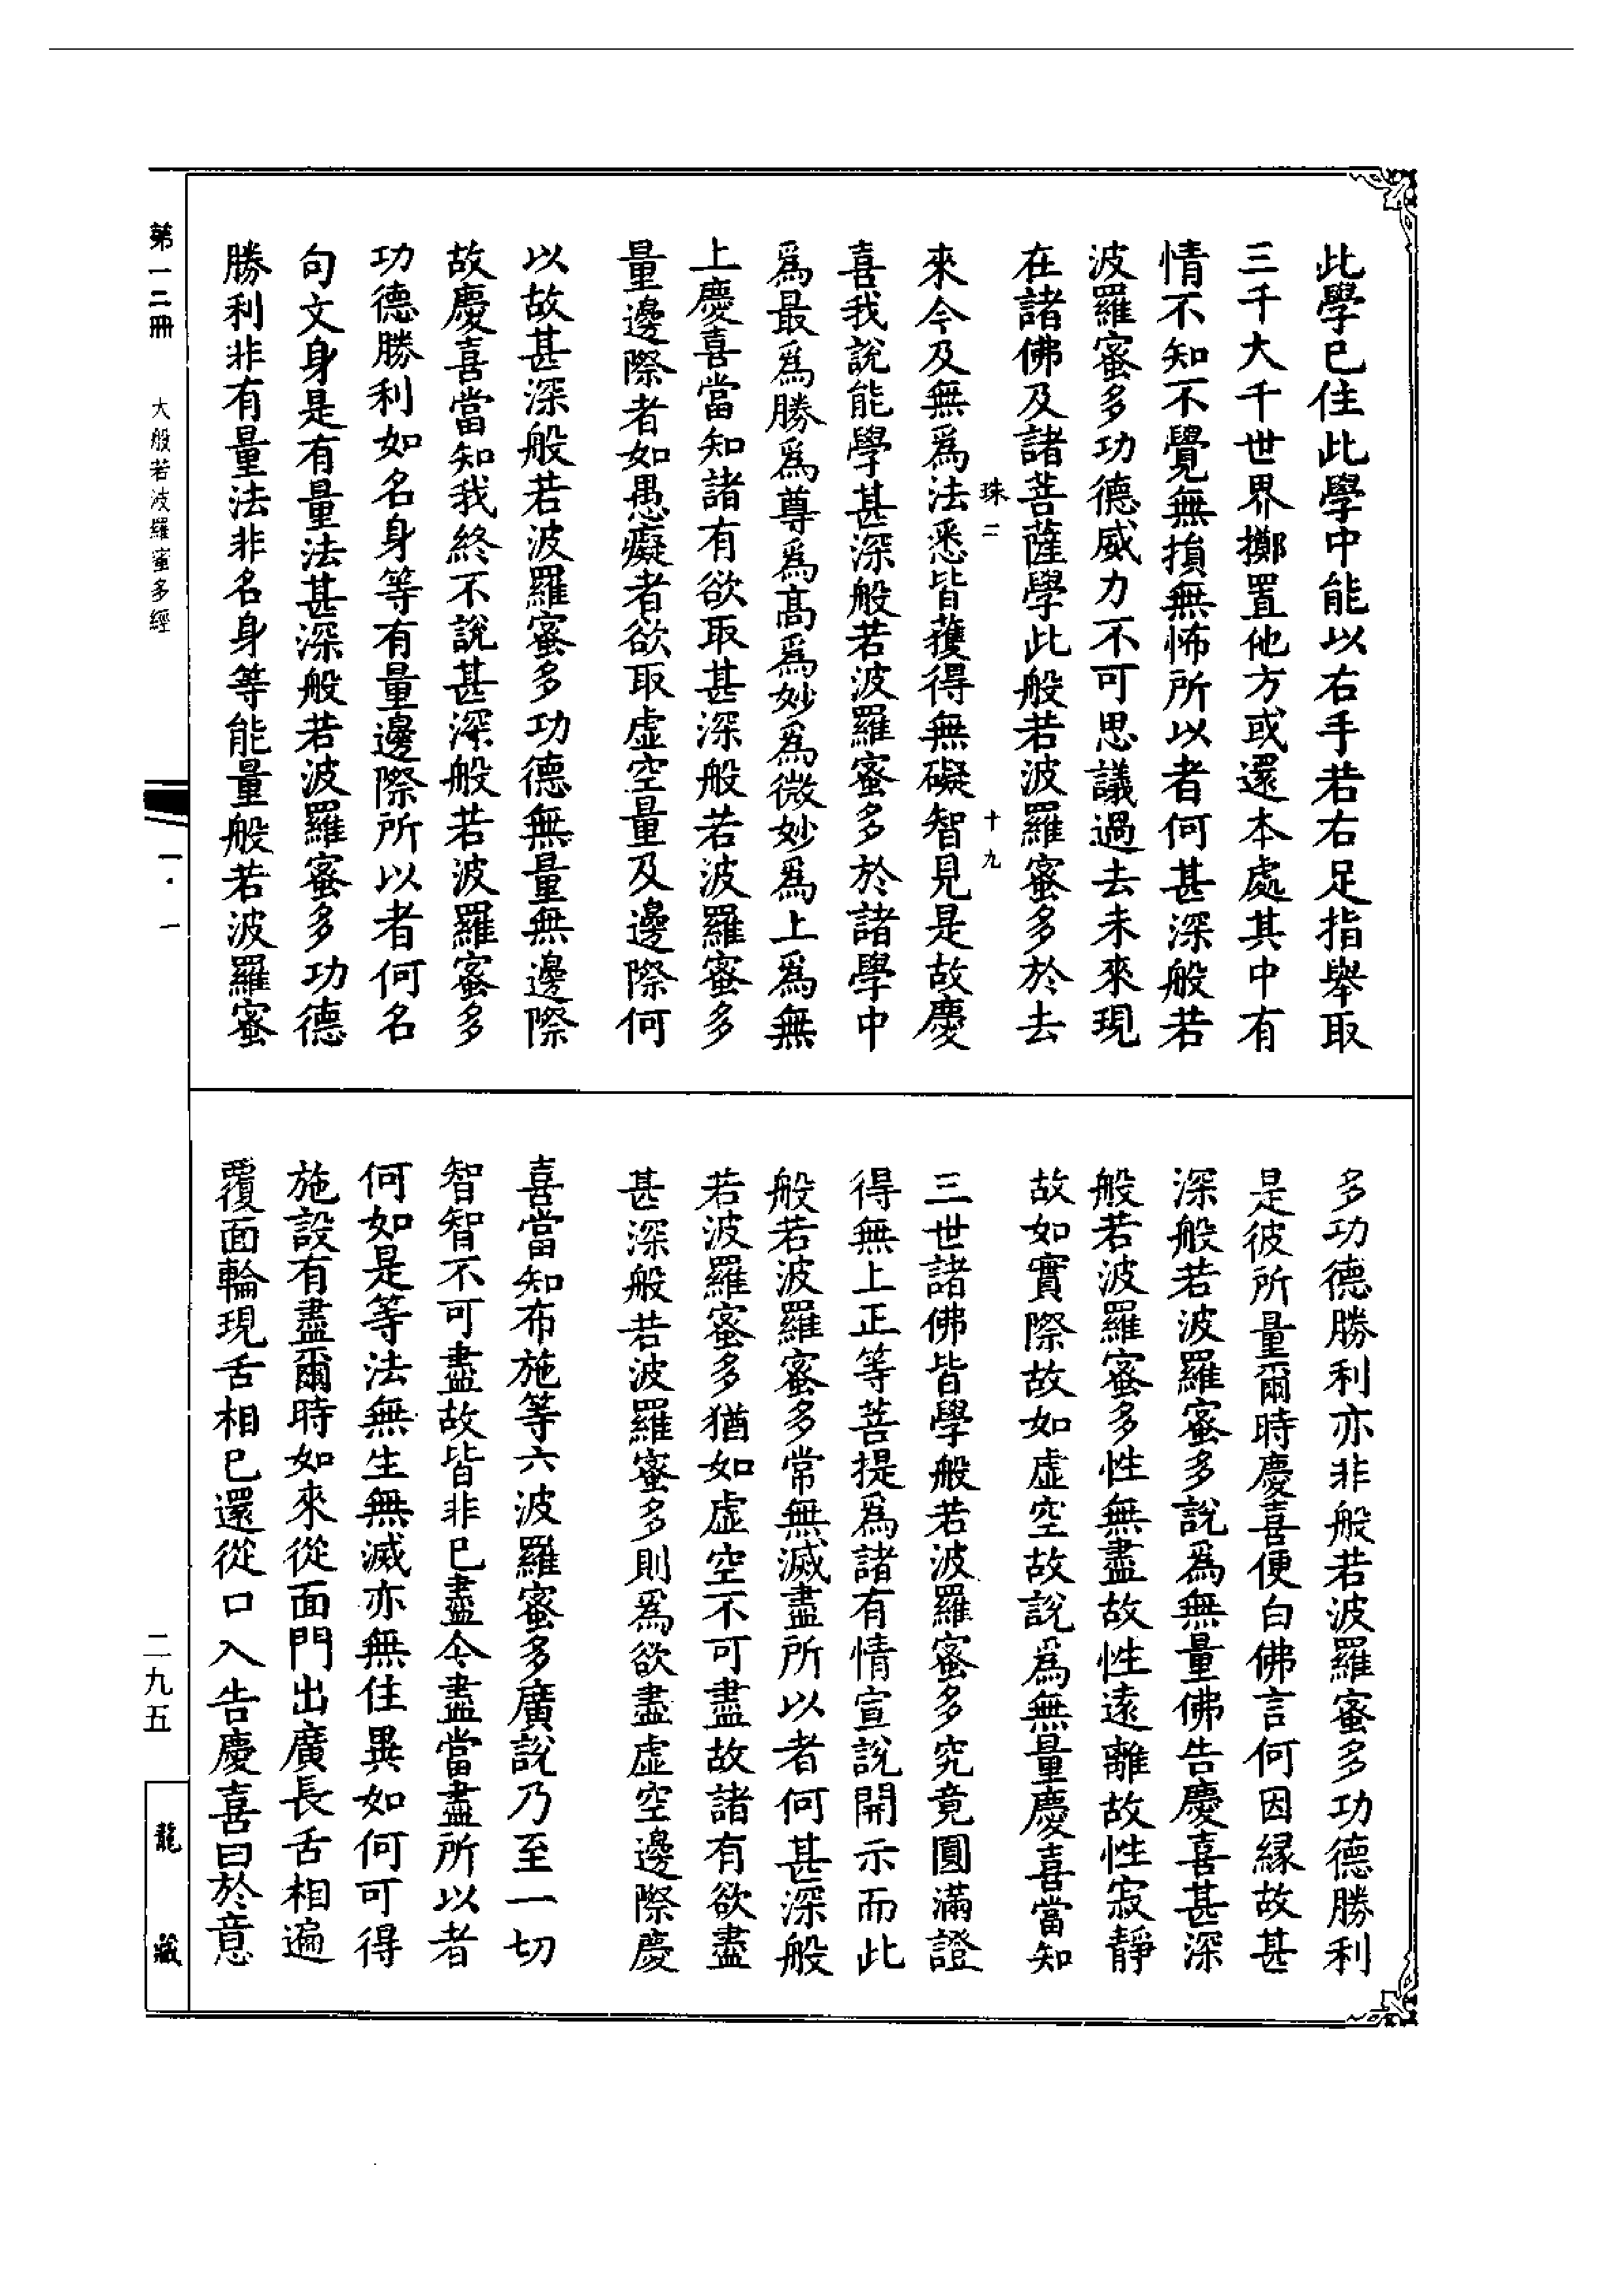 此學已住此學中能以右手若右足指舉取
三千大千世界擲置他方或還本處其中有
情不知不覺無損無怖所以者何甚深般若
波羅蜜多功德威力不可思議過去未來現
在諸佛及諸菩薩學此般若波羅蜜多於去
珠二 十九
來今及無爲法悉皆獲得無礙智見是故慶
喜我說能學甚深般若波羅蜜多於諸學中
爲最爲勝爲尊爲高爲妙爲微妙爲上爲無
上慶喜當知諸有欲取甚深般若波羅蜜多
量邊際者如愚癡者欲取虛空量及邊際何
以故甚深般若波羅蜜多功德無量無邊際
故慶喜當知我終不說甚深般若波羅蜜多
功德勝利如名身等有量邊際所以者何名
句文身是有量法甚深般若波羅蜜多功德
勝利非有量法非名身等能量般若波羅蜜
多功德勝利亦非般若波羅蜜多功德勝利
是彼所量爾時慶喜便白佛言何因緣故甚
深般若波羅蜜多說爲無量佛告慶喜甚深
般若波羅蜜多性無盡故性遠離故性寂靜
故如實際故如虛空故說爲無量慶喜當知
三世諸佛皆學般若波羅蜜多究竟圓滿證
得無上正等菩提爲諸有情宣說開示而此
般若波羅蜜多常無滅盡所以者何甚深般
若波羅蜜多猶如虛空不可盡故諸有欲盡
甚深般若波羅蜜多則爲欲盡虛空邊際慶
喜當知布施等六波羅蜜多廣說乃至一切
智智不可盡故皆非已盡今盡當盡所以者
何如是等法無生無滅亦無住異如何可得
施設有盡爾時如來從面門出廣長舌相遍
覆面輪現舌相已還從口入告慶喜曰於意
第一二冊 大般若波羅蜜多經 一·一 二九五 龍藏